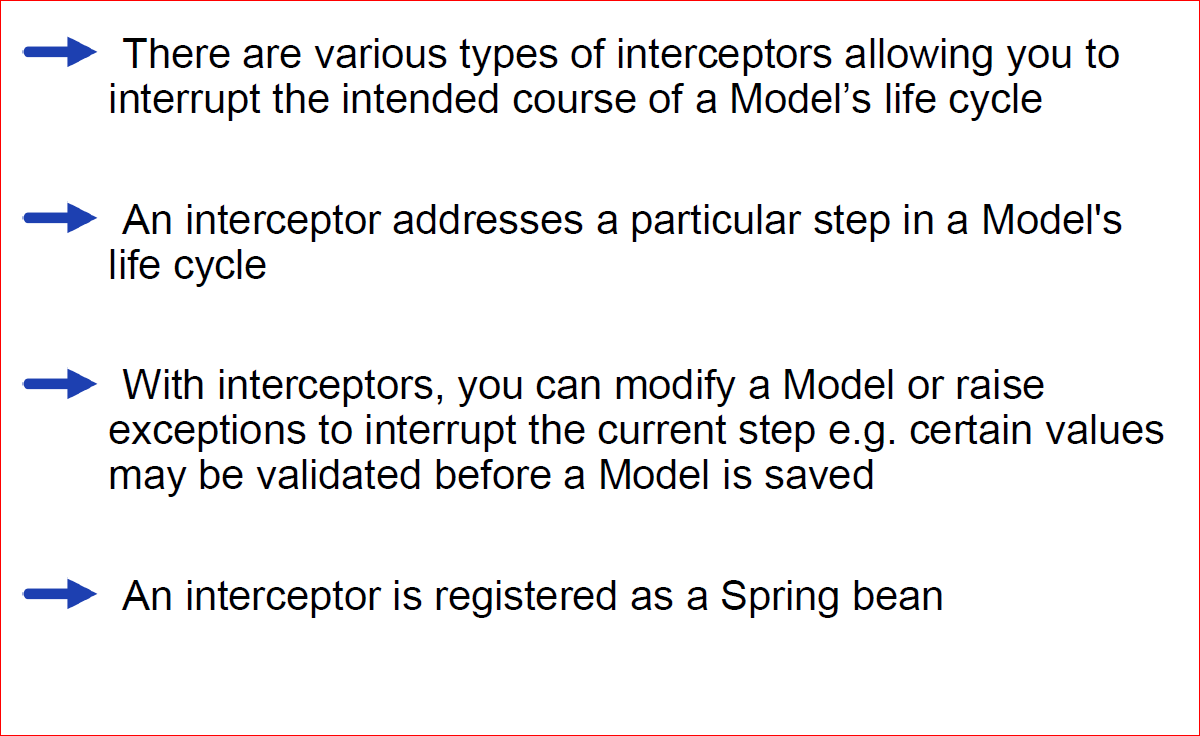 There are various types of interceptors allowing you to
interrupt the intended course of a Model’s life cycle
An interceptor addresses a particular step in a Model's
life cycle
With interceptors, you can modify a Model or raise
exceptions to interrupt the current step e.g. certain values
may be validated before a Model is saved
An interceptor is registered as a Spring bean